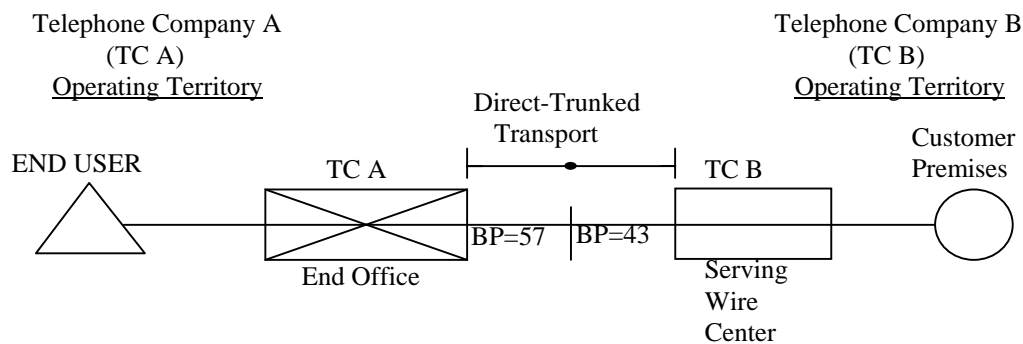 Telephone Company A
(TC A)
Operating Territory
Telephone Company B
(TC B)
Operating Territory
Direct-Trunked
Transport
END USER
TC A
TC B
Customer
Premises
BP=57
BP=43
End Office
Serving
Wire
Center